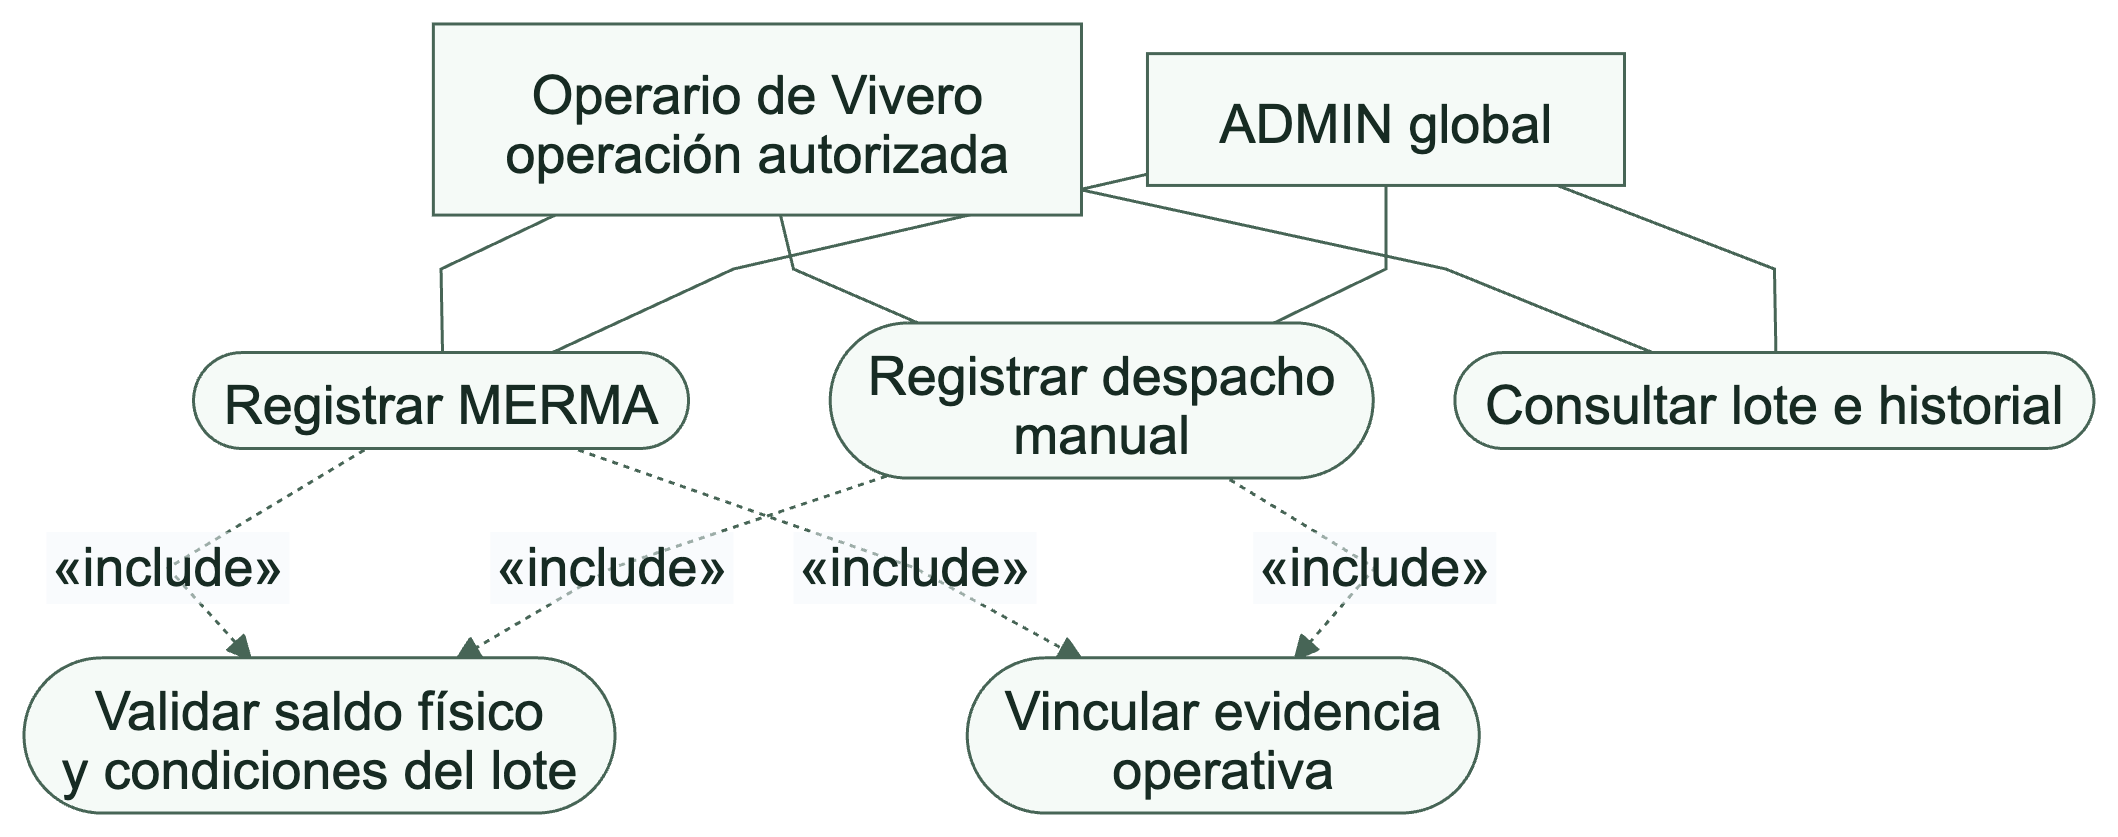 Operario de Vivero
operación autorizada
ADMIN global
Registrar MERMA
Registrar despacho
manual
Consultar lote e historial
«include»
«include»
«include»
«include»
Validar saldo físico
y condiciones del lote
Vincular evidencia
operativa